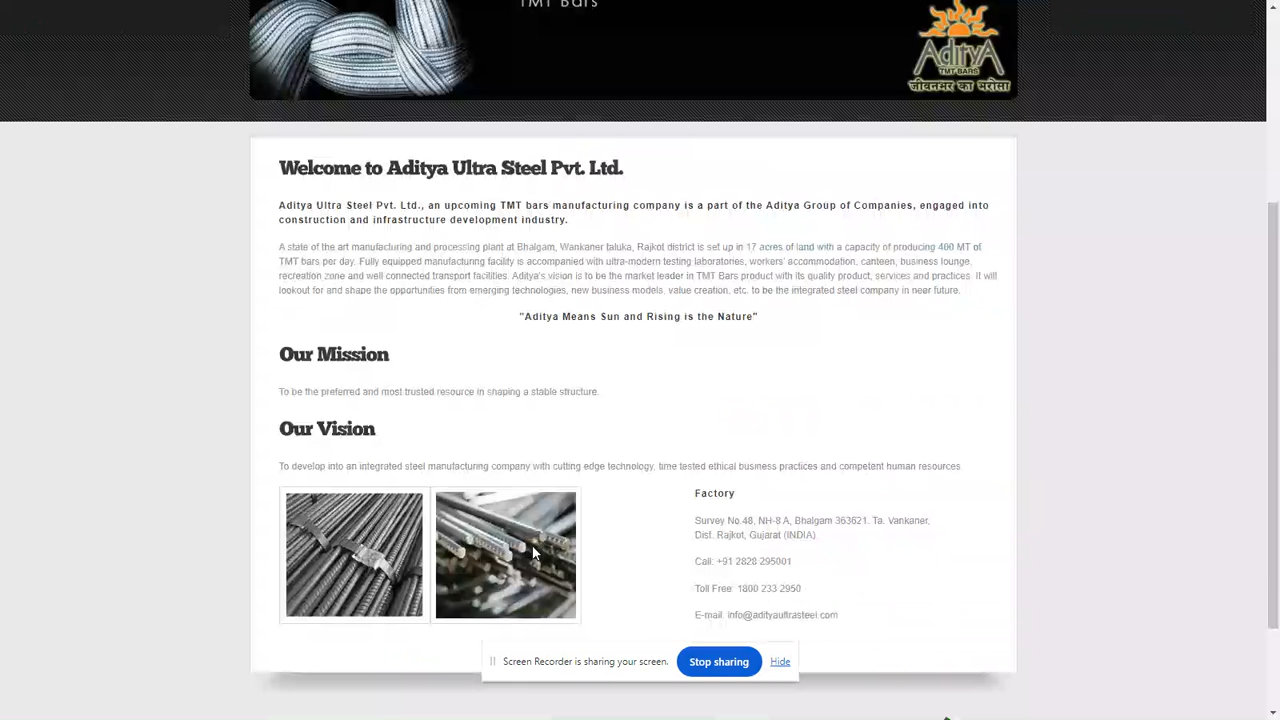 TMT Bars
AdityA
TMT BARS
जीवनभर का भरोसा
Welcome to Aditya Ultra Steel Pvt. Ltd.
Aditya Ultra Steel Pvt. Ltd., an upcoming TMT bars manufacturing company is a part of the Aditya Group of Companies, engaged into
construction and infrastructure development industry.
A state of the art manufacturing and processing plant at Bhalgam, Wankaner taluka, Rajkot district is set up in 17 acres of land with a capacity of producing 400 MT of
TMT bars per day. Fully equipped manufacturing facility is accompanied with ultra-modern testing laboratories, workers' accommodation, canteen, business lounge,
recreation zone and well connected transport facilities. Aditya's vision is to be the market leader in TMT Bars product with its quality product, services and practices. It will
lookout for and shape the opportunities from emerging technologies, new business models, value creation, etc. to be the integrated steel company in near future.
"Aditya Means Sun and Rising is the Nature"
Our Mission
To be the preferred and most trusted resource in shaping a stable structure.
Our Vision
To develop into an integrated steel manufacturing company with cutting edge technology, time tested ethical business practices and competent human resources.
Factory
Survey No.48, NH-8 A, Bhalgam 363621. Ta. Vankaner,
Dist. Rajkot, Gujarat (INDIA).
Call: +91 2828 295001
Toll Free: 1800 233 2950
E-mail: info@adityaultrasteel.com
Screen Recorder is sharing your screen.
Stop sharing
Hide